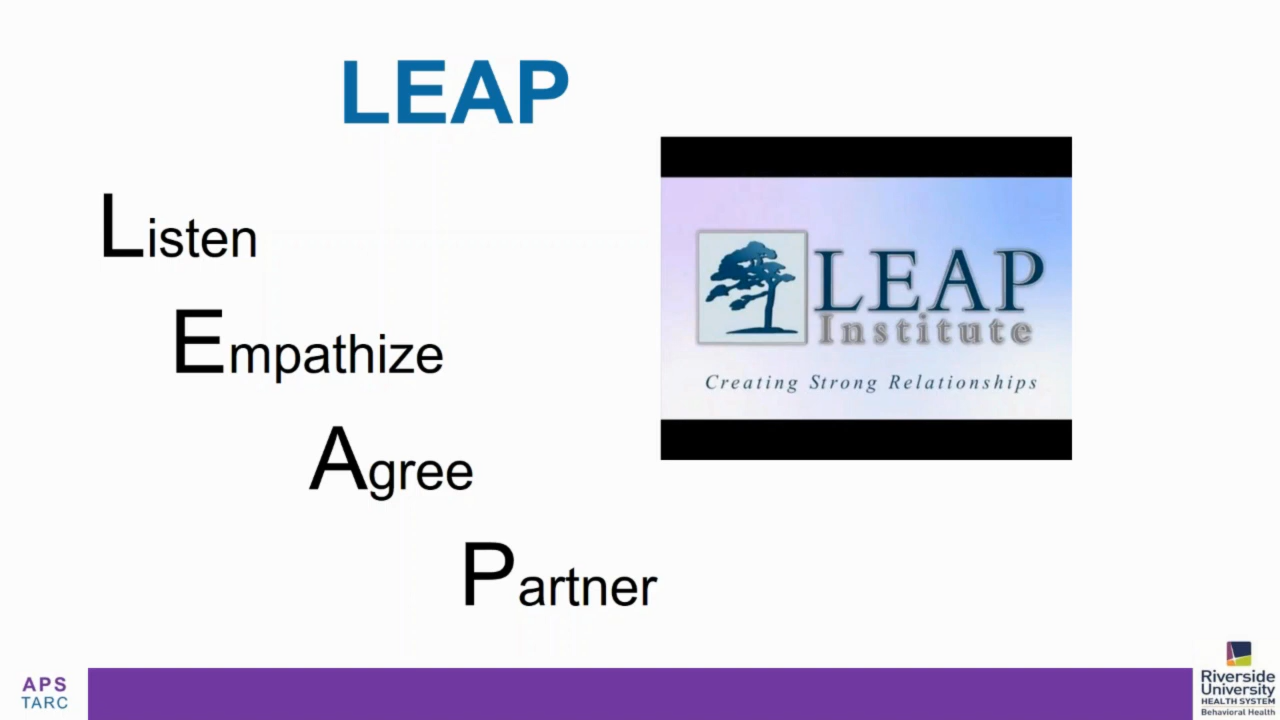 LEAP
Listen
Empathize
Agree
Partner
LEAP
Institute
Creating Strong Relationships
APS
TARC
Riverside
University
HEALTH SYSTEM
Behavioral Health